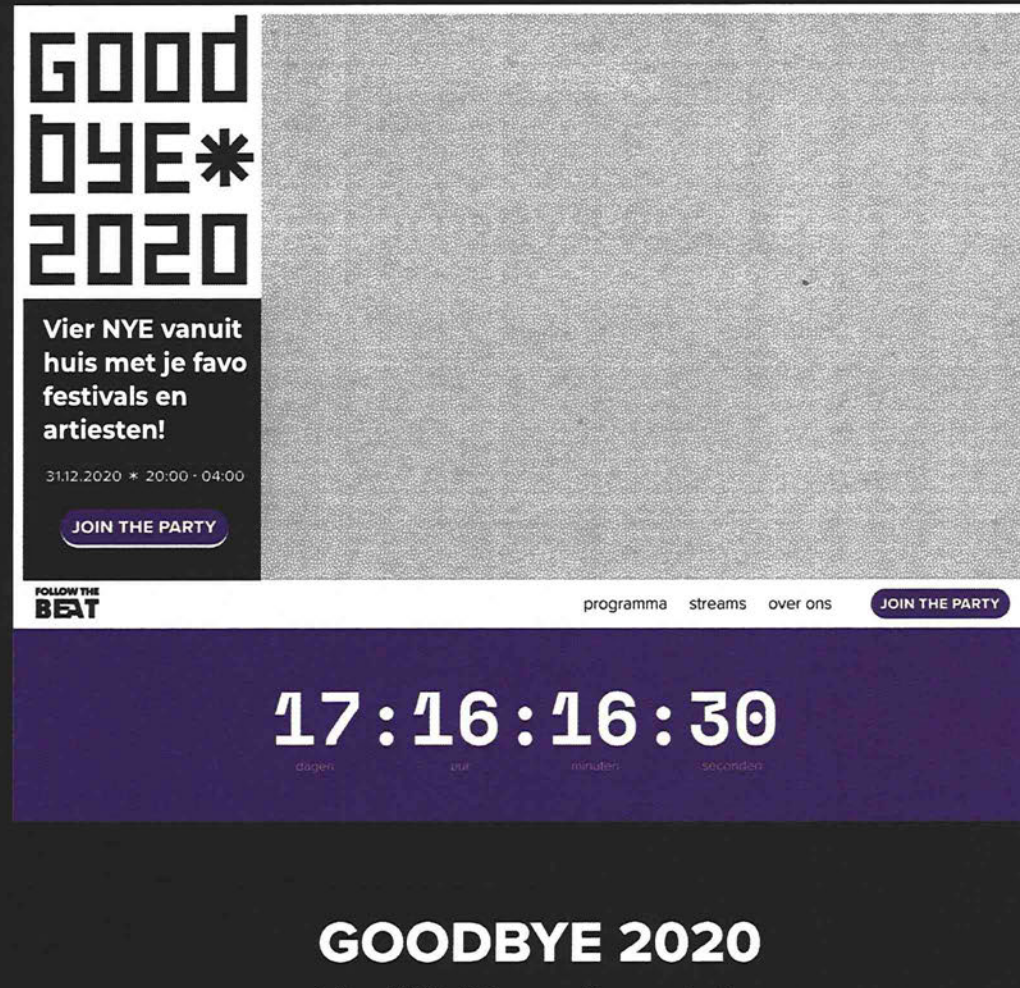 GOOD
BYE*
2020
Vier NYE vanuit
huis met je favo
festivals en
artiesten!
31.12.2020 * 20:00 - 04:00
JOIN THE PARTY
FOLLOW THE
BEAT
programma streams over ons JOIN THE PARTY
17:16:16:30
dagen uur minuten seconden
GOODBYE 2020